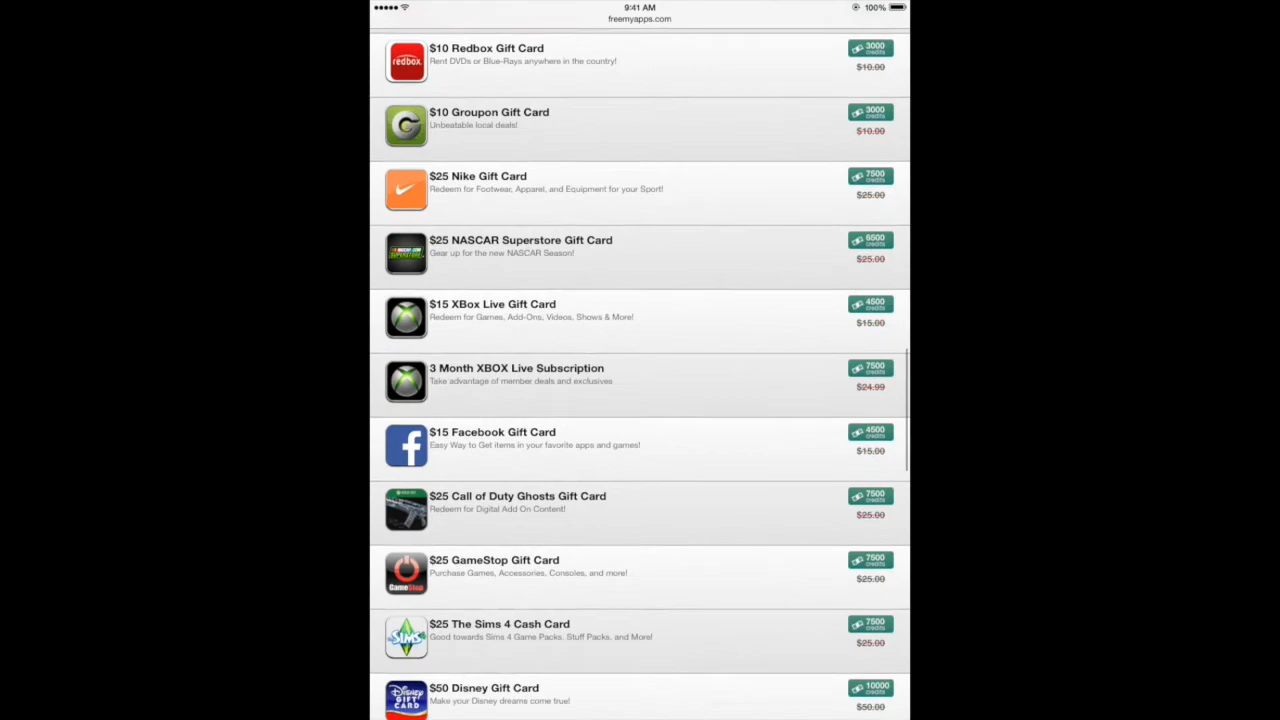 9:41 AM
100%
freemyapps.com
redbox.
$10 Redbox Gift Card
Rent DVDs or Blue-Rays anywhere in the country!
3000
credits
$10.00
G
$10 Groupon Gift Card
Unbeatable local deals!
3000
credits
$10.00
$25 Nike Gift Card
Redeem for Footwear, Apparel, and Equipment for your Sport!
7500
credits
$25.00
$25 NASCAR Superstore Gift Card
Gear up for the new NASCAR Season!
6500
credits
$25.00
$15 XBox Live Gift Card
Redeem for Games, Add-Ons, Videos, Shows & More!
4500
credits
$15.00
3 Month XBOX Live Subscription
Take advantage of member deals and exclusives
7500
credits
$24.99
f
$15 Facebook Gift Card
Easy Way to Get items in your favorite apps and games!
4500
credits
$15.00
$25 Call of Duty Ghosts Gift Card
Redeem for Digital Add On Content!
7500
credits
$25.00
GameStop
$25 GameStop Gift Card
Purchase Games, Accessories, Consoles, and more!
7500
credits
$25.00
SIMS
$25 The Sims 4 Cash Card
Good towards Sims 4 Game Packs, Stuff Packs, and More!
7500
credits
$25.00
Disney
GIFT
CARD
$50 Disney Gift Card
Make your Disney dreams come true!
10000
credits
$50.00